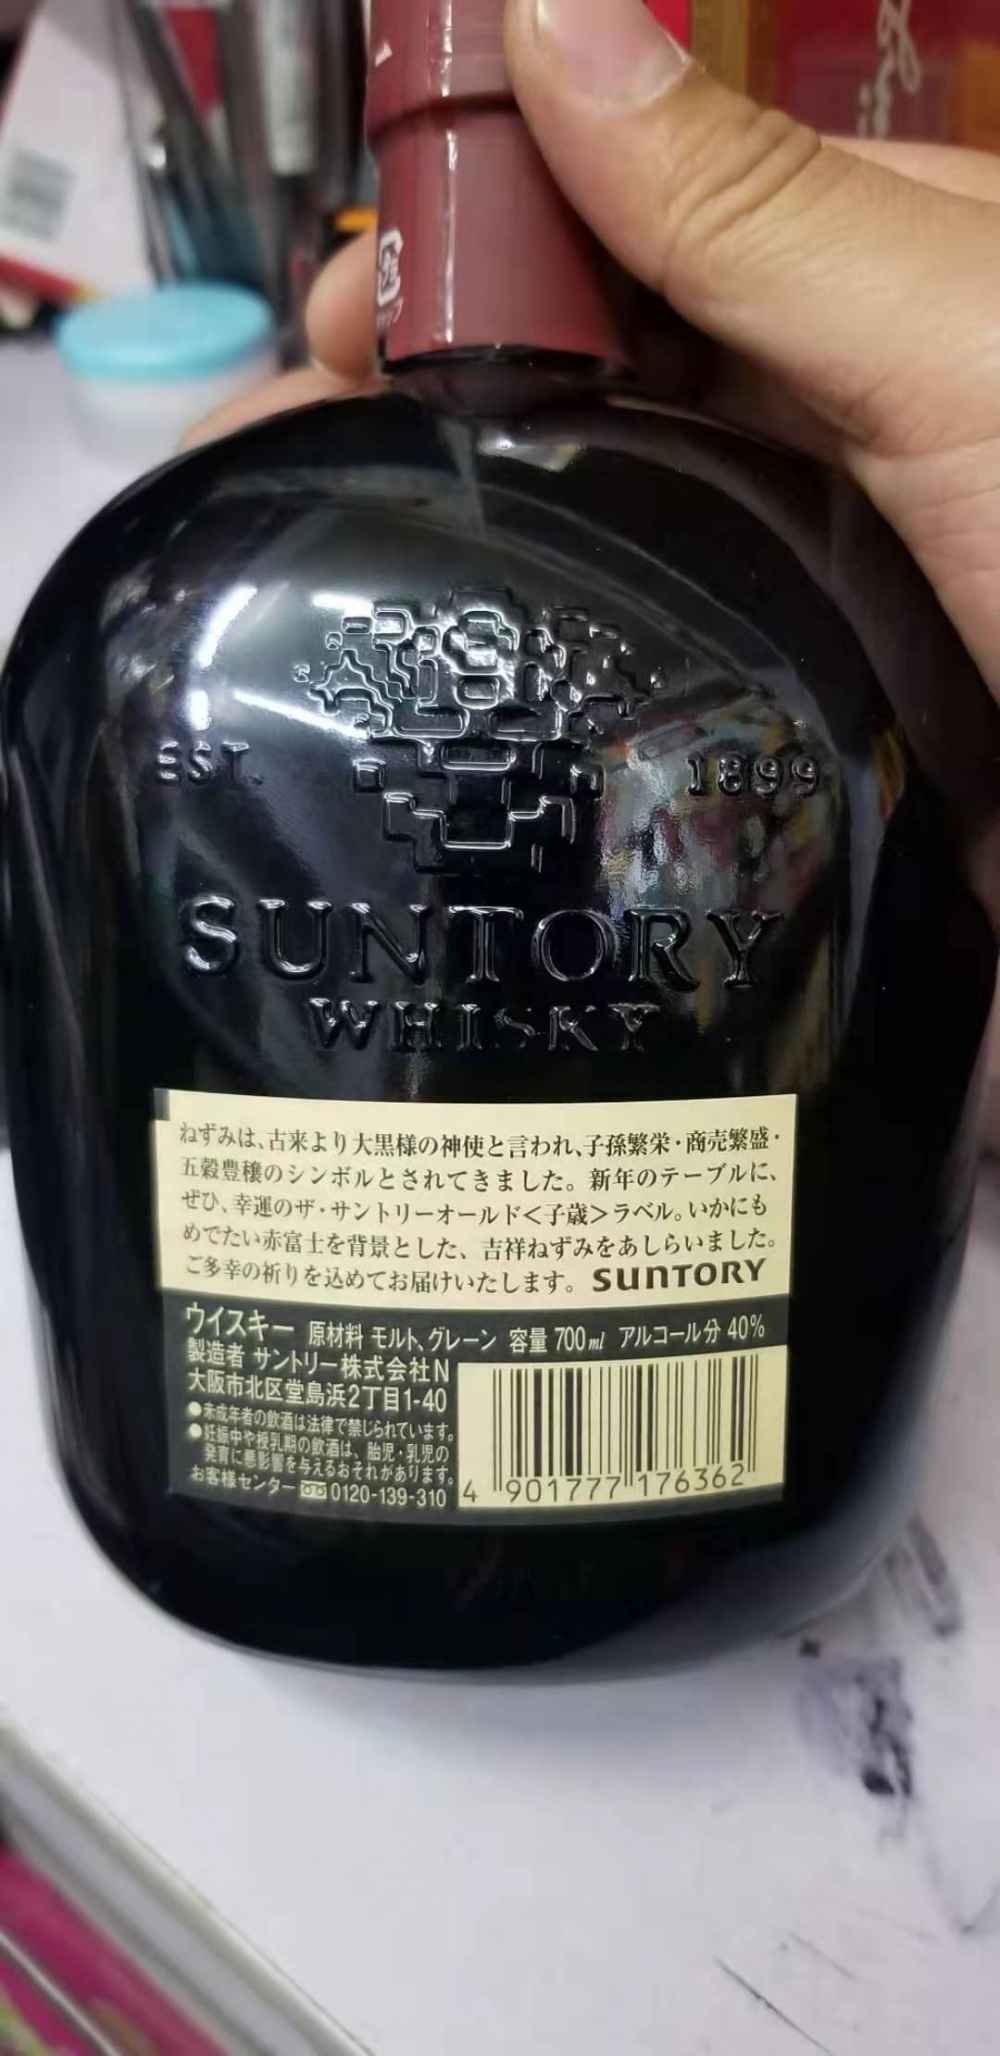 EST. 1899
SUNTORY
WHISKY
ねずみは、古来より大黒様の神使と言われ、子孫繁栄・商売繁盛・
五穀豊穣のシンボルとされてきました。新年のテーブルに、
ぜひ、幸運のザ・サントリーオールド<子歳>ラベル。いかにも
めでたい赤富士を背景とした、吉祥ねずみをあしらいました。
ご多幸の祈りを込めてお届けいたします。 SUNTORY
ウイスキー 原材料 モルト、グレーン 容量 700ml アルコール分 40%
製造者 サントリー株式会社N
大阪市北区堂島浜2丁目1-40
●未成年者の飲酒は法律で禁じられています。
●妊娠中や授乳期の飲酒は、胎児・乳児の
発育に悪影響を与えるおそれがあります。
お客様センター 0120-139-310
4 901777 176362